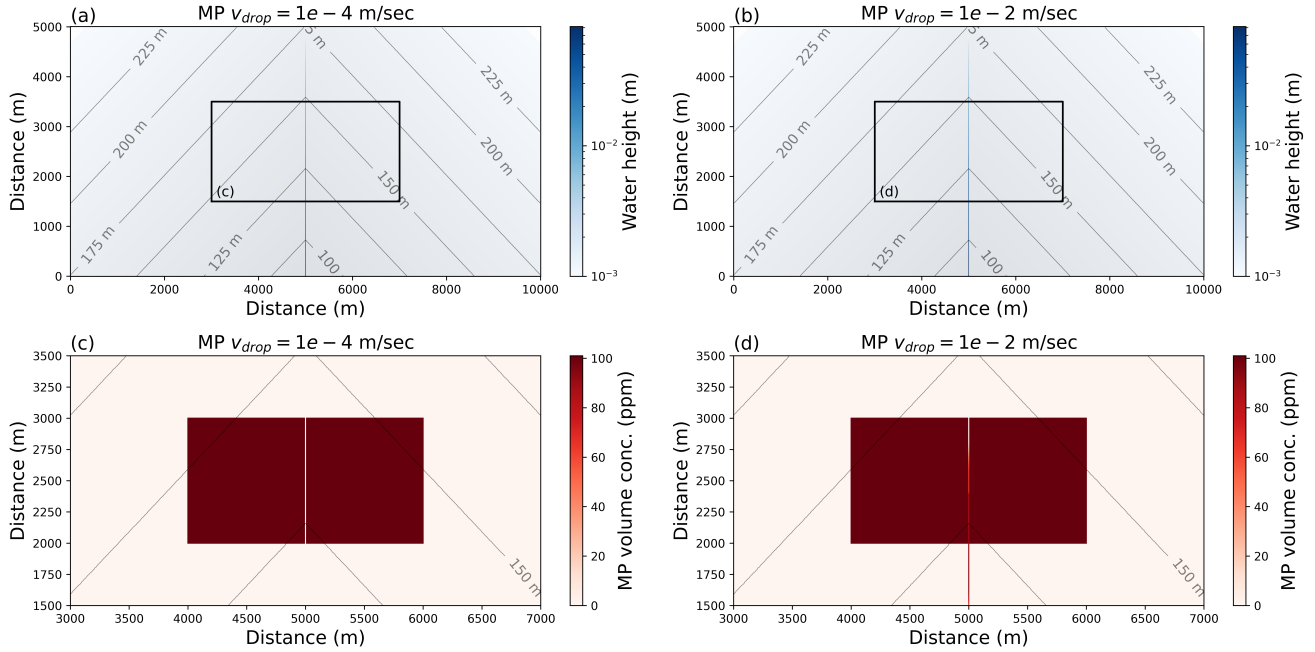 (a)
MP v_drop = 1e − 4 m/sec
5000
4000
3000
2000
1000
0
Distance (m)
225 m
200 m
175 m
125 m
5 m
225 m
200 m
150 m
100
(c)
0
2000
4000
6000
8000
10000
Distance (m)
10⁻²
10⁻³
Water height (m)
(b)
MP v_drop = 1e − 2 m/sec
5000
4000
3000
2000
1000
0
Distance (m)
225 m
200 m
175 m
125 m
5 m
225 m
200 m
150 m
100
(d)
0
2000
4000
6000
8000
10000
Distance (m)
10⁻²
10⁻³
Water height (m)
(c)
MP v_drop = 1e − 4 m/sec
3500
3250
3000
2750
2500
2250
2000
1750
1500
Distance (m)
150 m
3000
3500
4000
4500
5000
5500
6000
6500
7000
Distance (m)
100
80
60
40
20
0
MP volume conc. (ppm)
(d)
MP v_drop = 1e − 2 m/sec
3500
3250
3000
2750
2500
2250
2000
1750
1500
Distance (m)
150 m
3000
3500
4000
4500
5000
5500
6000
6500
7000
Distance (m)
100
80
60
40
20
0
MP volume conc. (ppm)